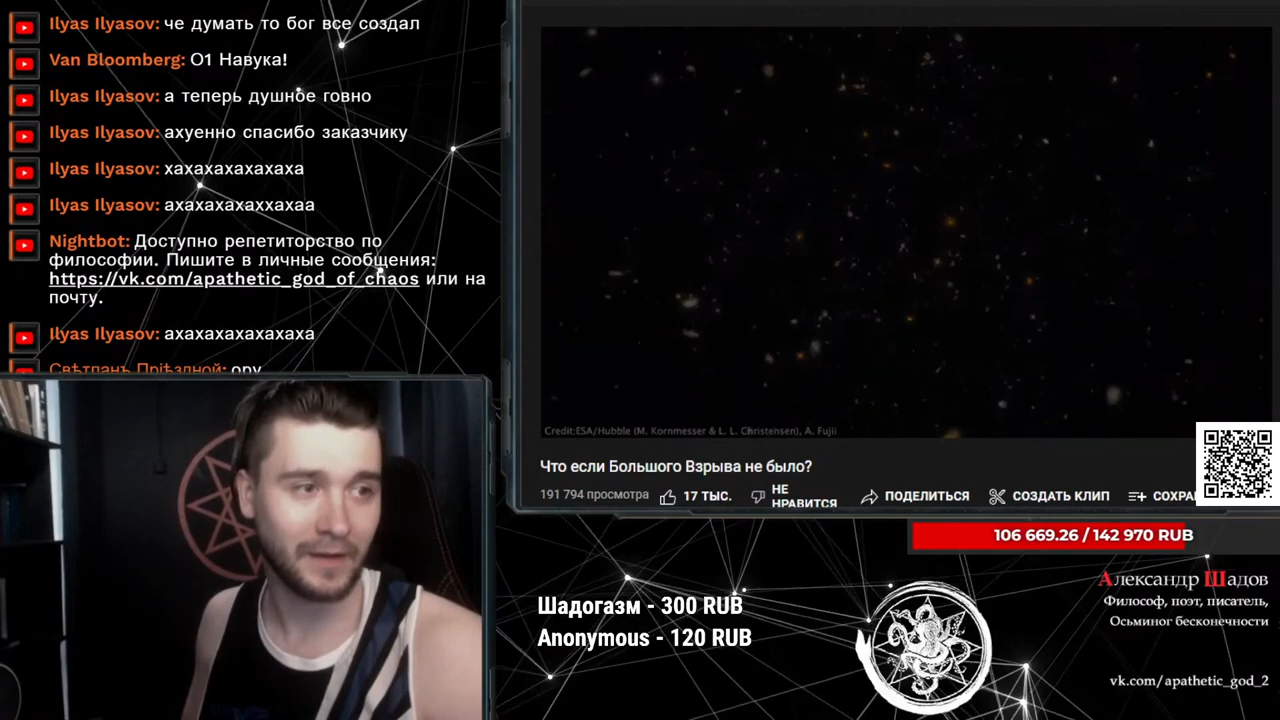 Ilyas Ilyasov: че думать то бог все создал
Van Bloomberg: О1 Навука!
Ilyas Ilyasov: а теперь душное говно
Ilyas Ilyasov: ахуенно спасибо заказчику
Ilyas Ilyasov: хахахахахахаха
Ilyas Ilyasov: ахахахахаххахаа
Nightbot: Доступно репетиторство по
философии. Пишите в личные сообщения:
https://vk.com/apathetic_god_of_chaos или на
почту.
Ilyas Ilyasov: ахахахахахахаха
Свѣтланъ Прiѣздной: ору
Credit:ESA/Hubble (M. Kornmesser & L. L. Christensen), A. Fujii
Что если Большого Взрыва не было?
191 794 просмотра
17 ТЫС.
НЕ
НРАВИТСЯ
ПОДЕЛИТЬСЯ
СОЗДАТЬ КЛИП
СОХРАН
106 669.26 / 142 970 RUB
Шадогазм - 300 RUB
Anonymous - 120 RUB
Александр Шадов
Философ, поэт, писатель,
Осьминог бесконечности
vk.com/apathetic_god_2